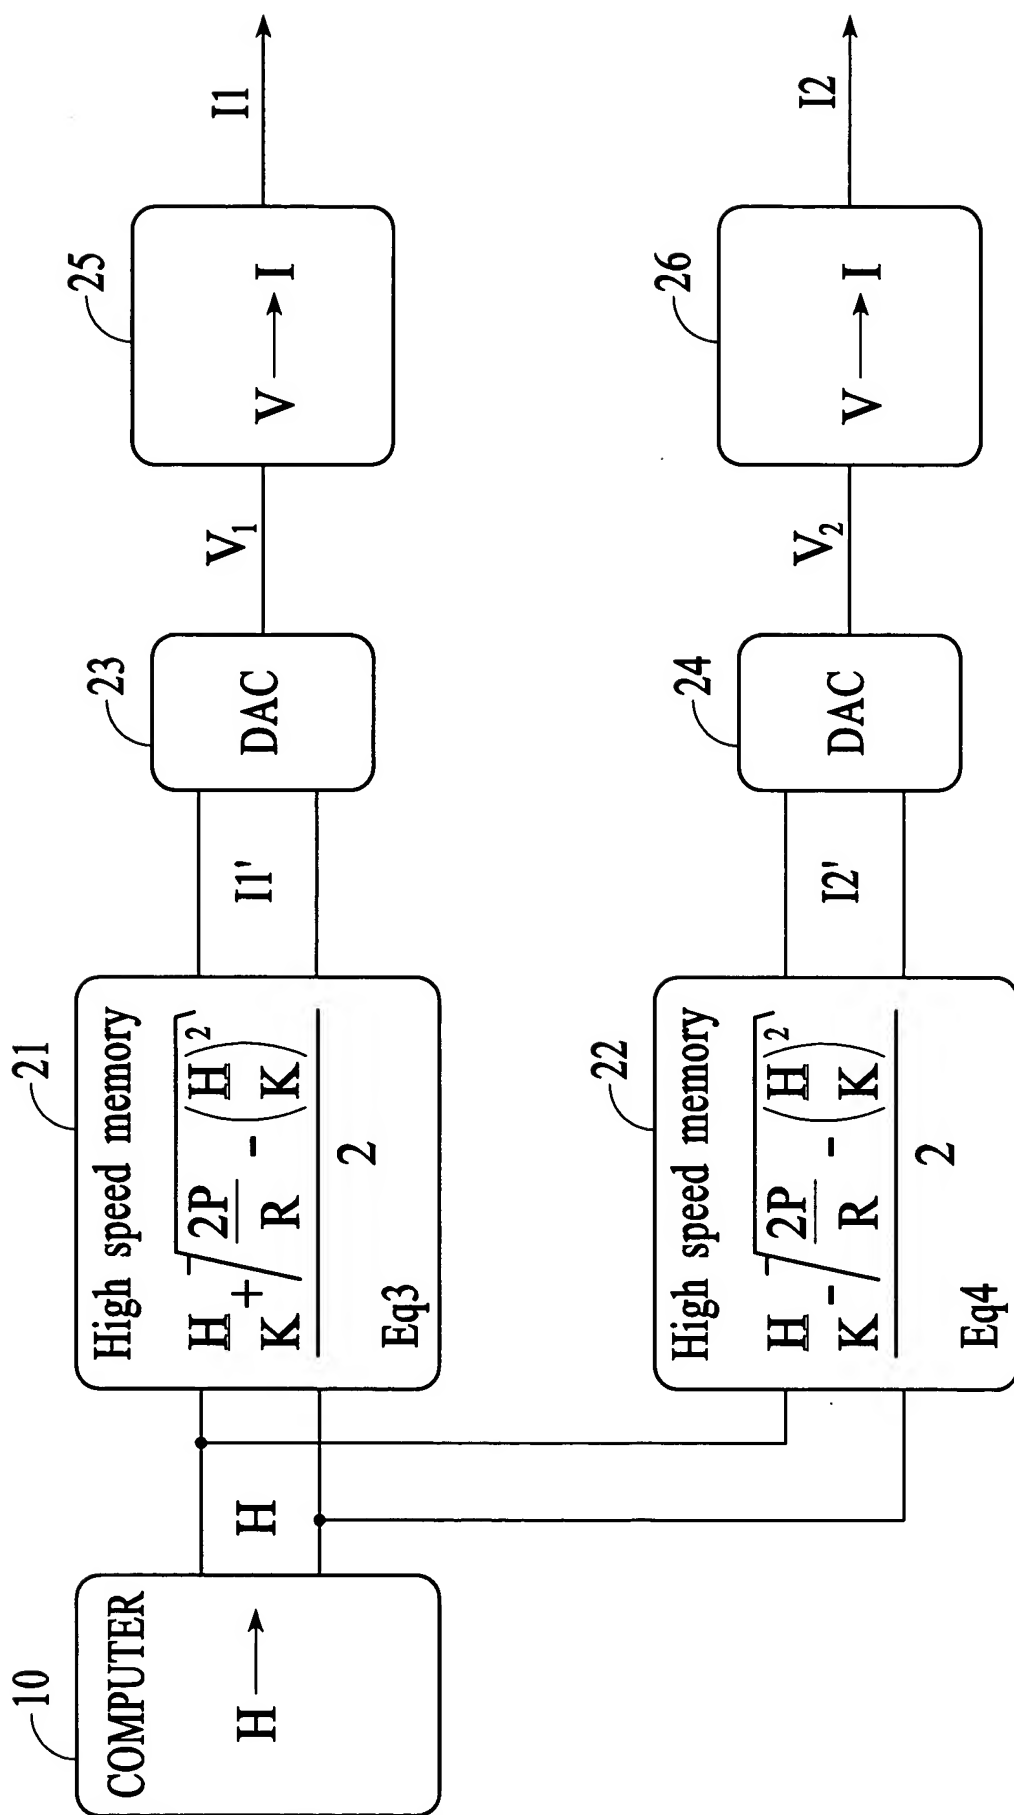 10
COMPUTER
H → 
H
21
High speed memory
H/K + √(2P/R - (H/K)²)
2
Eq3
I1'
23
DAC
V₁
25
V → I
I1
22
High speed memory
H/K - √(2P/R - (H/K)²)
2
Eq4
I2'
24
DAC
V₂
26
V → I
I2